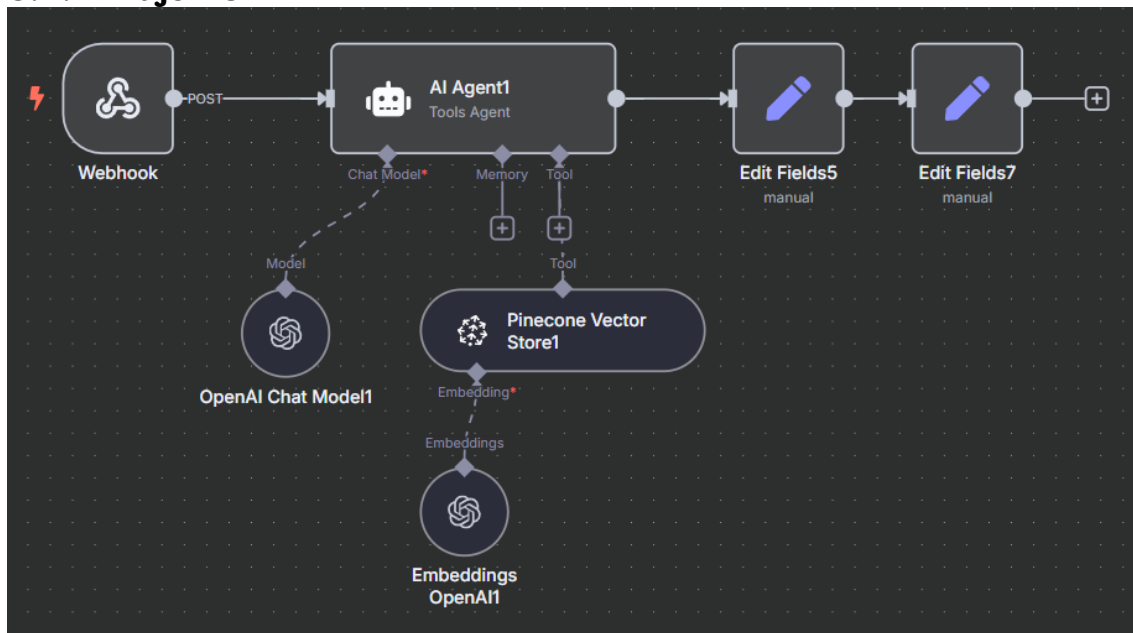 POST
AI Agent1
Tools Agent
Webhook
Chat Model*
Memory
Tool
Edit Fields5
manual
Edit Fields7
manual
Model
Tool
Pinecone Vector
Store1
OpenAI Chat Model1
Embedding*
Embeddings
Embeddings
OpenAI1